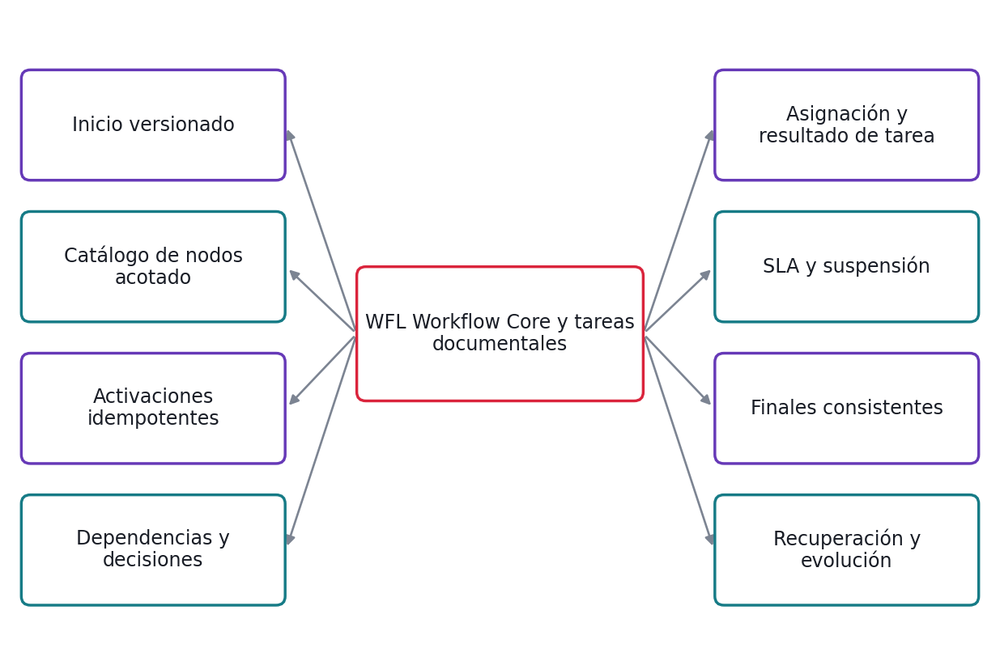 Inicio versionado
Catálogo de nodos
acotado
Activaciones
idempotentes
Dependencias y
decisiones
WFL Workflow Core y tareas
documentales
Asignación y
resultado de tarea
SLA y suspensión
Finales consistentes
Recuperación y
evolución